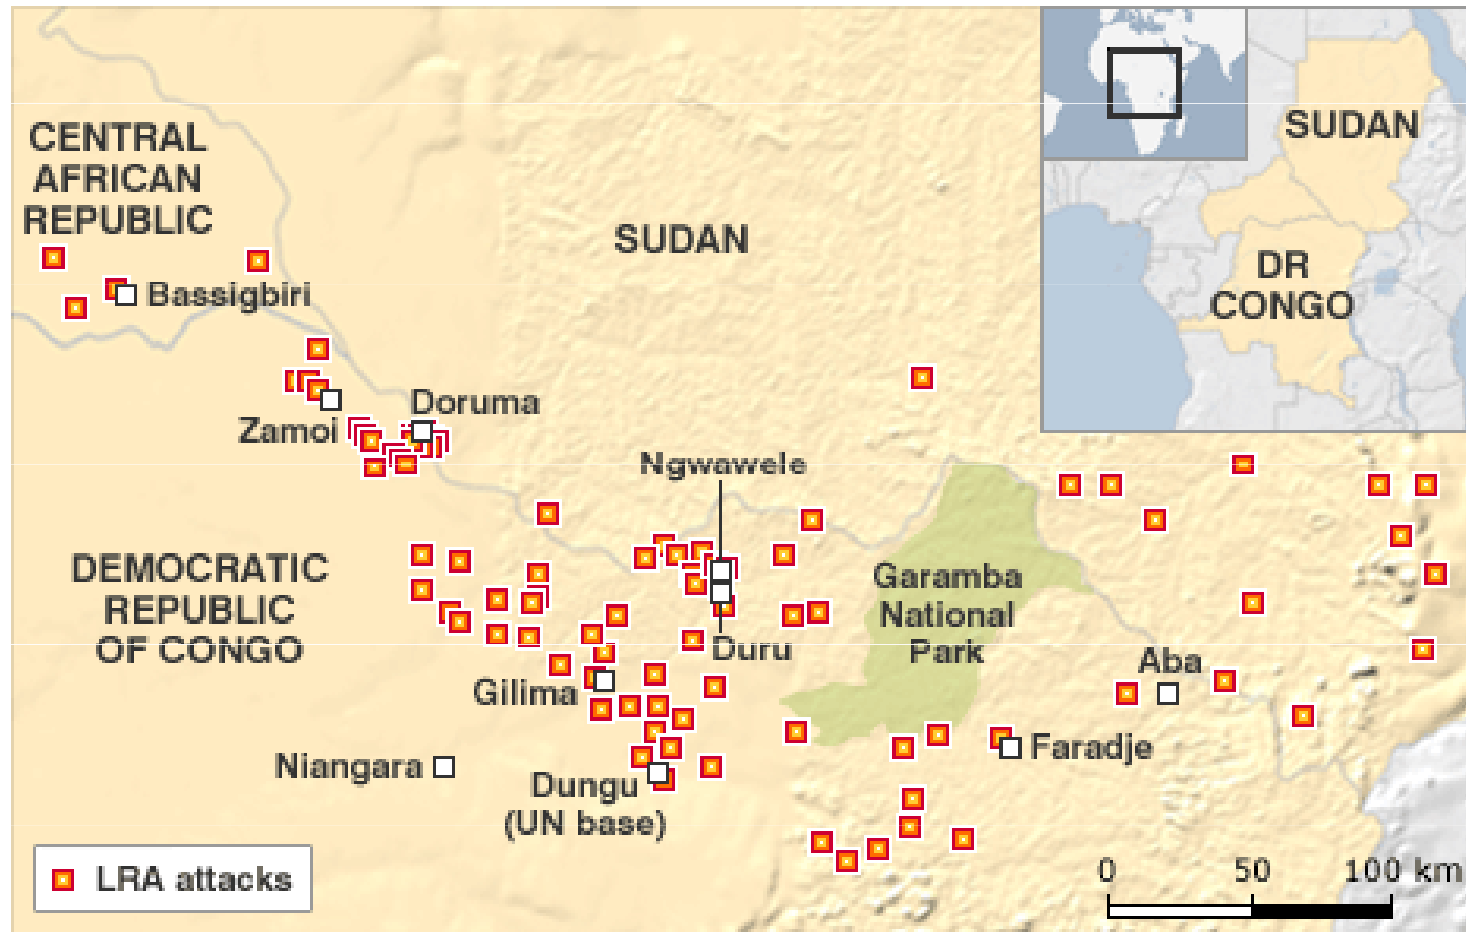 CENTRAL
AFRICAN
REPUBLIC
SUDAN
SUDAN
DR
CONGO
Bassigbiri
Doruma
Zamoi
Ngwawele
DEMOCRATIC
REPUBLIC
OF CONGO
Garamba
National
Park
Duru
Aba
Gilima
Faradje
Niangara
Dungu
(UN base)
LRA attacks
0 50 100 km